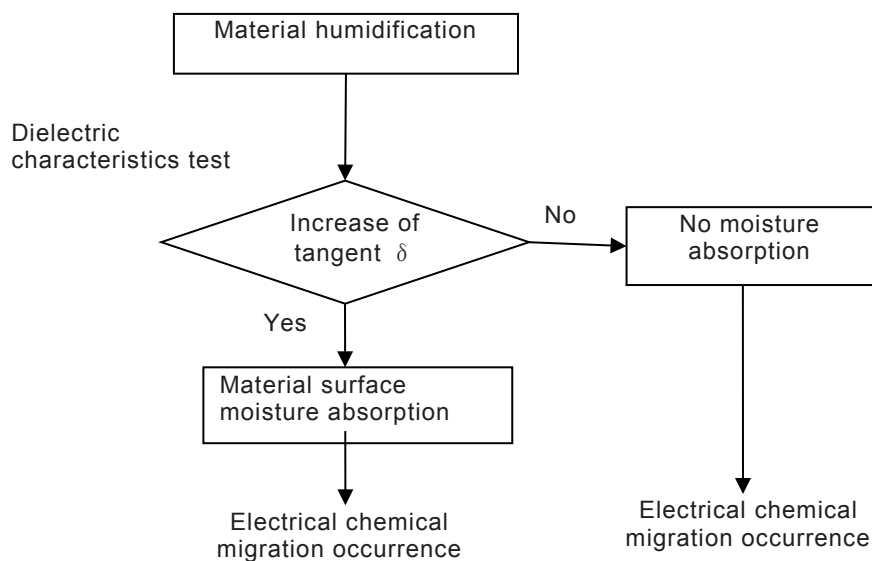 Material humidification
Dielectric
characteristics test
Increase of
tangent δ
No
No moisture
absorption
Yes
Material surface
moisture absorption
Electrical chemical
migration occurrence
Electrical chemical
migration occurrence